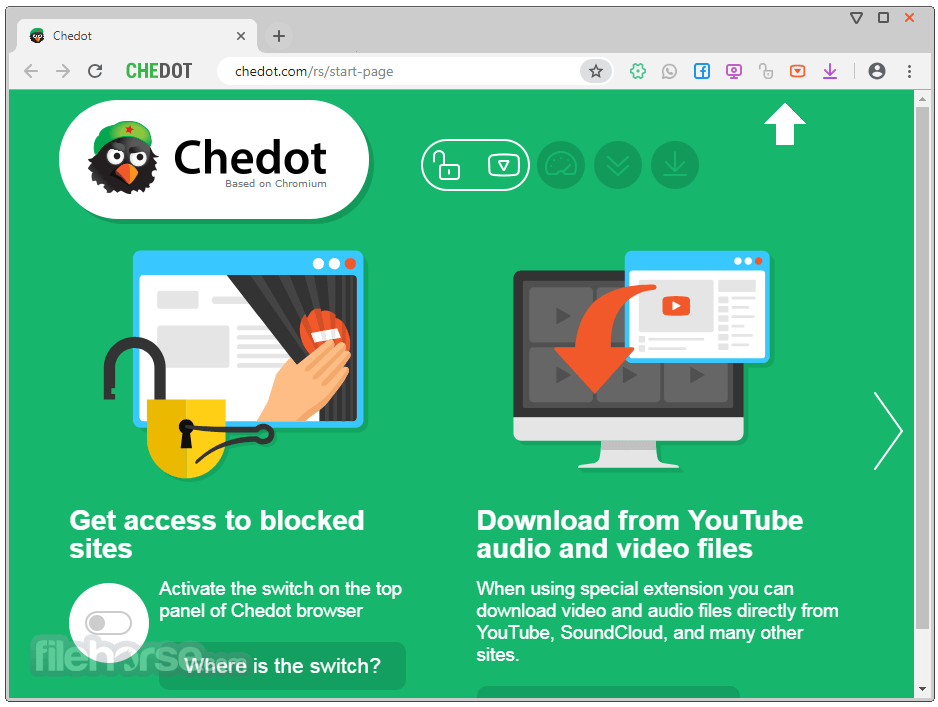 Chedot
CHEDOT
chedot.com/rs/start-page
Chedot
Based on Chromium
Get access to blocked
sites
Activate the switch on the top
panel of Chedot browser
Where is the switch?
Download from YouTube
audio and video files
When using special extension you can
download video and audio files directly from
YouTube, SoundCloud, and many other
sites.
filehorse